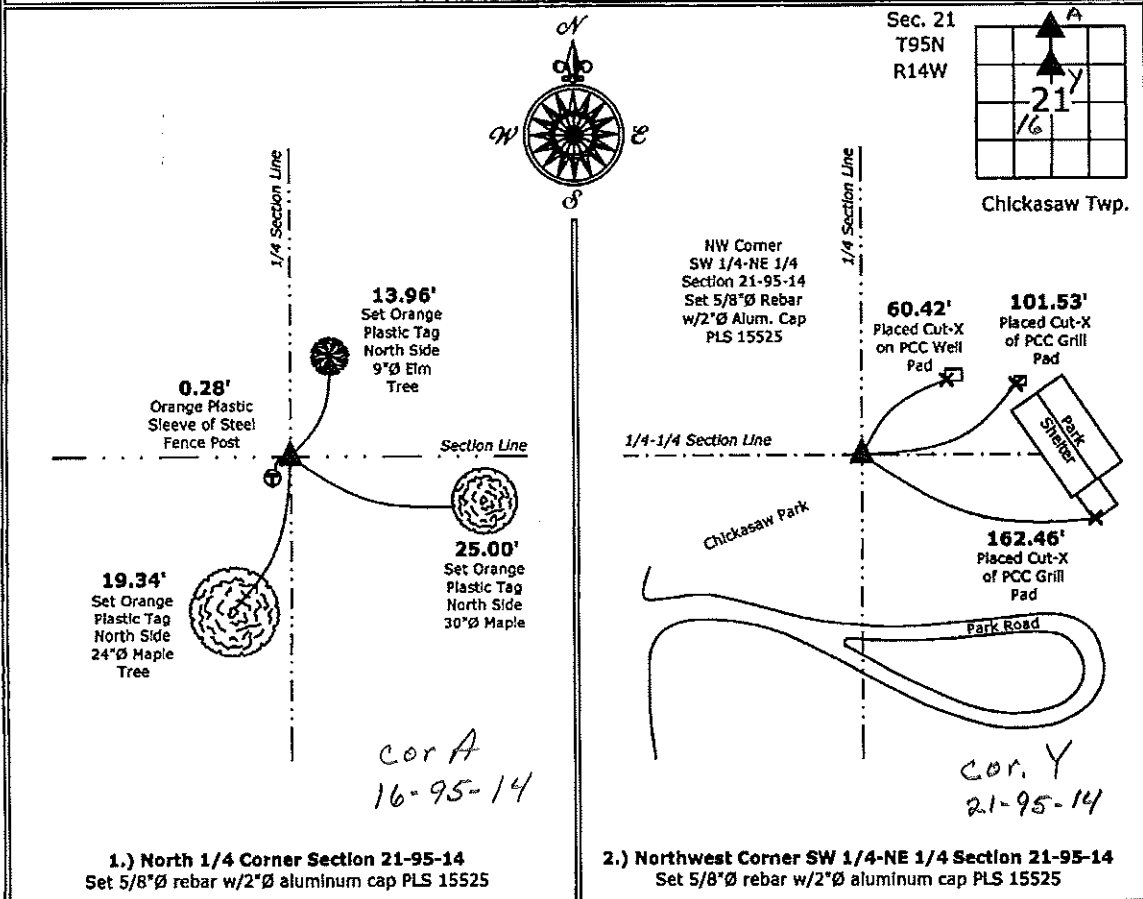 N
W
E
S
Sec. 21
T95N
R14W
A
Y
21
16
Chickasaw Twp.
1/4 Section Line
13.96'
Set Orange
Plastic Tag
North Side
9"Ø Elm
Tree
0.28'
Orange Plastic
Sleeve of Steel
Fence Post
T
Section Line
25.00'
Set Orange
Plastic Tag
North Side
30"Ø Maple
19.34'
Set Orange
Plastic Tag
North Side
24"Ø Maple
Tree
cor A
16-95-14
1.) North 1/4 Corner Section 21-95-14
Set 5/8"Ø rebar w/2"Ø aluminum cap PLS 15525
NW Corner
SW 1/4-NE 1/4
Section 21-95-14
Set 5/8"Ø Rebar
w/2"Ø Alum. Cap
PLS 15525
1/4 Section Line
60.42'
Placed Cut-X
on PCC Well
Pad
101.53'
Placed Cut-X
of PCC Grill
Pad
Park
Shelter
1/4-1/4 Section Line
Chickasaw Park
162.46'
Placed Cut-X
of PCC Grill
Pad
Park Road
cor. Y
21-95-14
2.) Northwest Corner SW 1/4-NE 1/4 Section 21-95-14
Set 5/8"Ø rebar w/2"Ø aluminum cap PLS 15525